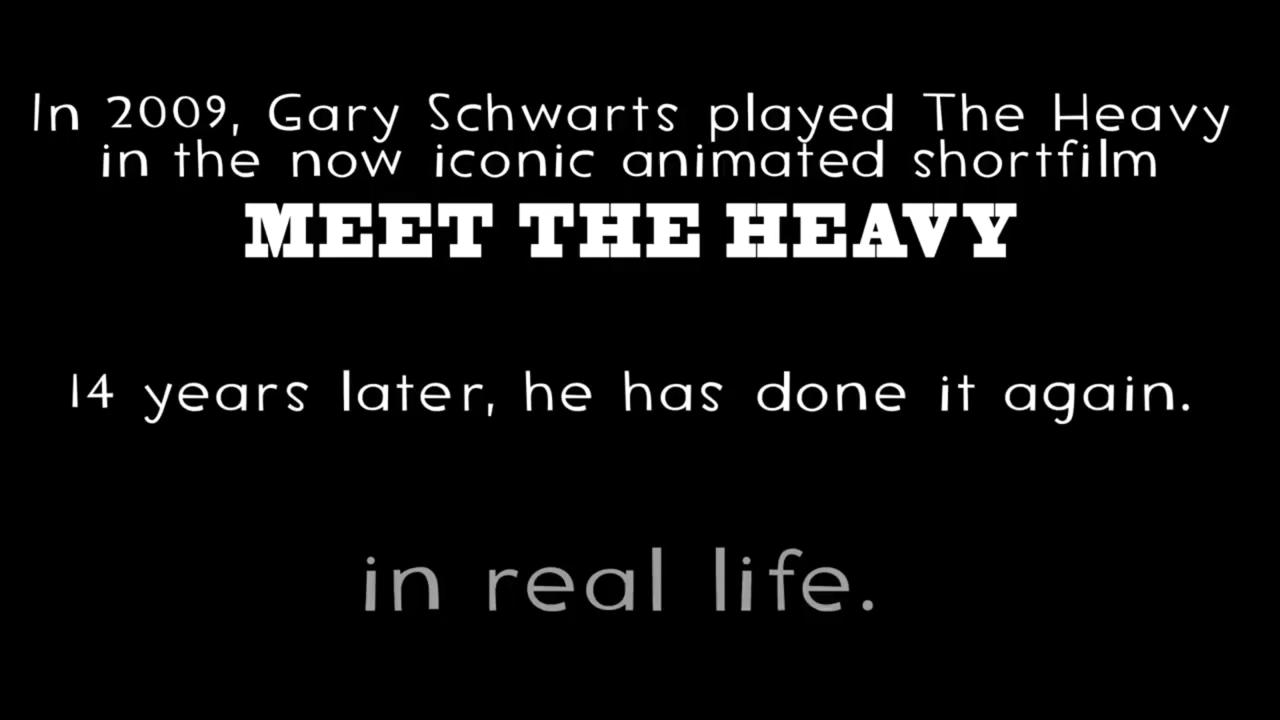 In 2009, Gary Schwarts played The Heavy
in the now iconic animated shortfilm
MEET THE HEAVY
14 years later, he has done it again.
in real life.